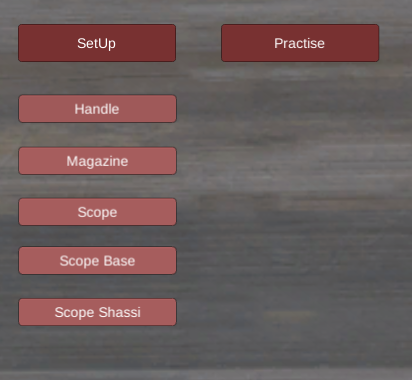 SetUp
Practise
Handle
Magazine
Scope
Scope Base
Scope Shassi